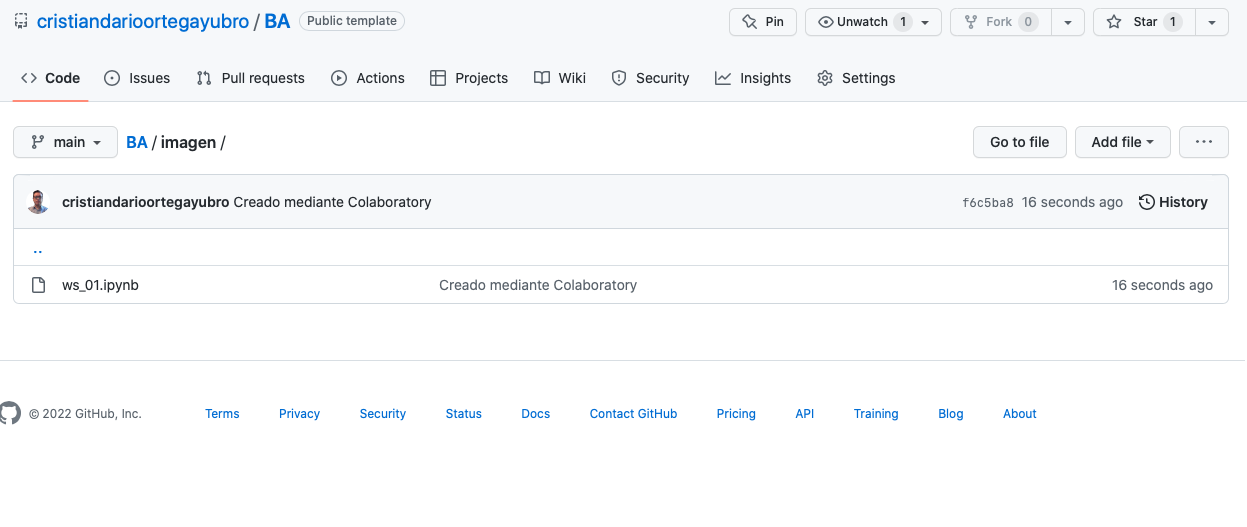 cristiandarioortegayubro / BA Public template Pin Unwatch 1 Fork 0 Star 1
Code Issues Pull requests Actions Projects Wiki Security Insights Settings
main BA / imagen / Go to file Add file ...
cristiandarioortegayubro Creado mediante Colaboratory f6c5ba8 16 seconds ago History
..
ws_01.ipynb Creado mediante Colaboratory 16 seconds ago
© 2022 GitHub, Inc. Terms Privacy Security Status Docs Contact GitHub Pricing API Training Blog About